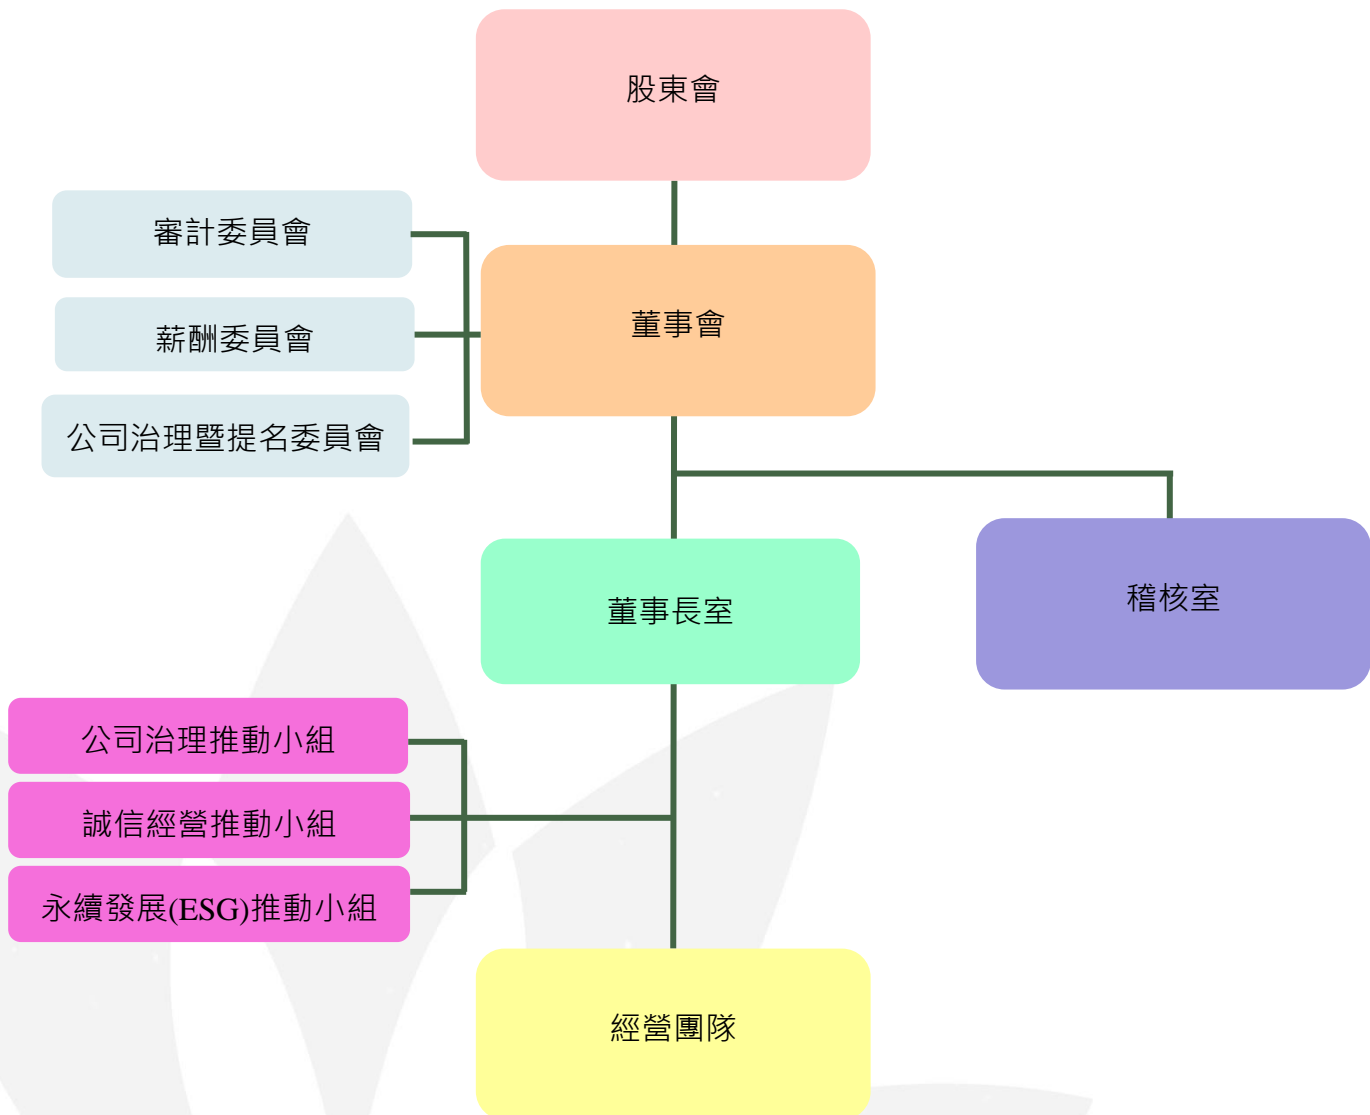 股東會
審計委員會
薪酬委員會
公司治理暨提名委員會
董事會
董事長室
稽核室
公司治理推動小組
誠信經營推動小組
永續發展(ESG)推動小組
經營團隊